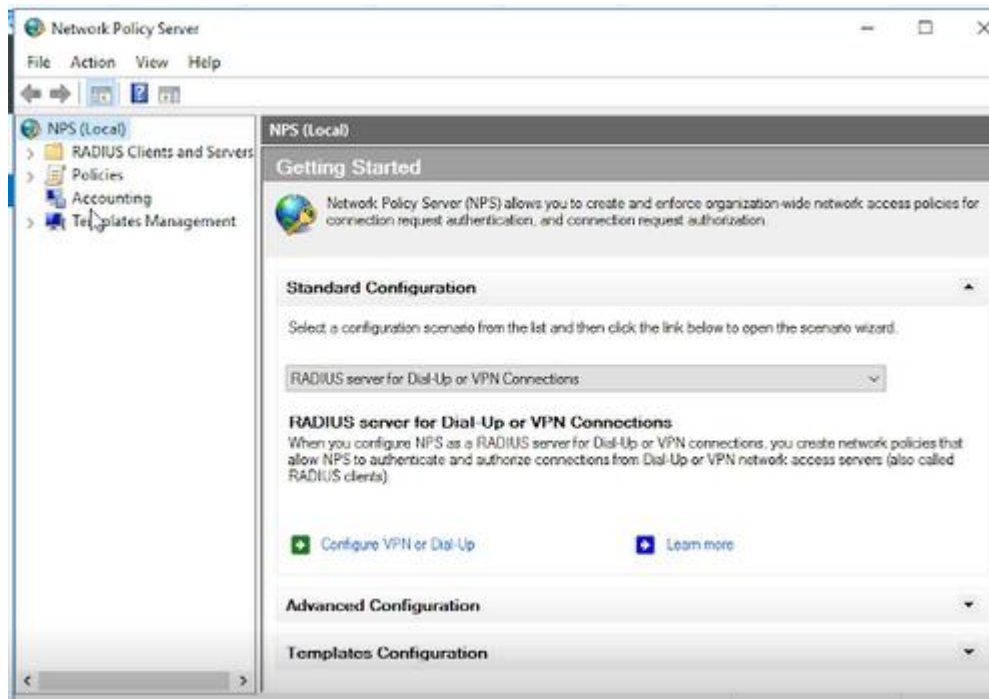 Network Policy Server
File Action View Help
NPS (Local)
RADIUS Clients and Servers
Policies
Accounting
Templates Management
NPS (Local)
Getting Started
Network Policy Server (NPS) allows you to create and enforce organization-wide network access policies for
connection request authentication, and connection request authorization.
Standard Configuration
Select a configuration scenario from the list and then click the link below to open the scenario wizard.
RADIUS server for Dial-Up or VPN Connections
RADIUS server for Dial-Up or VPN Connections
When you configure NPS as a RADIUS server for Dial-Up or VPN connections, you create network policies that
allow NPS to authenticate and authorize connections from Dial-Up or VPN network access servers (also called
RADIUS clients)
Configure VPN or Dial-Up
Learn more
Advanced Configuration
Templates Configuration